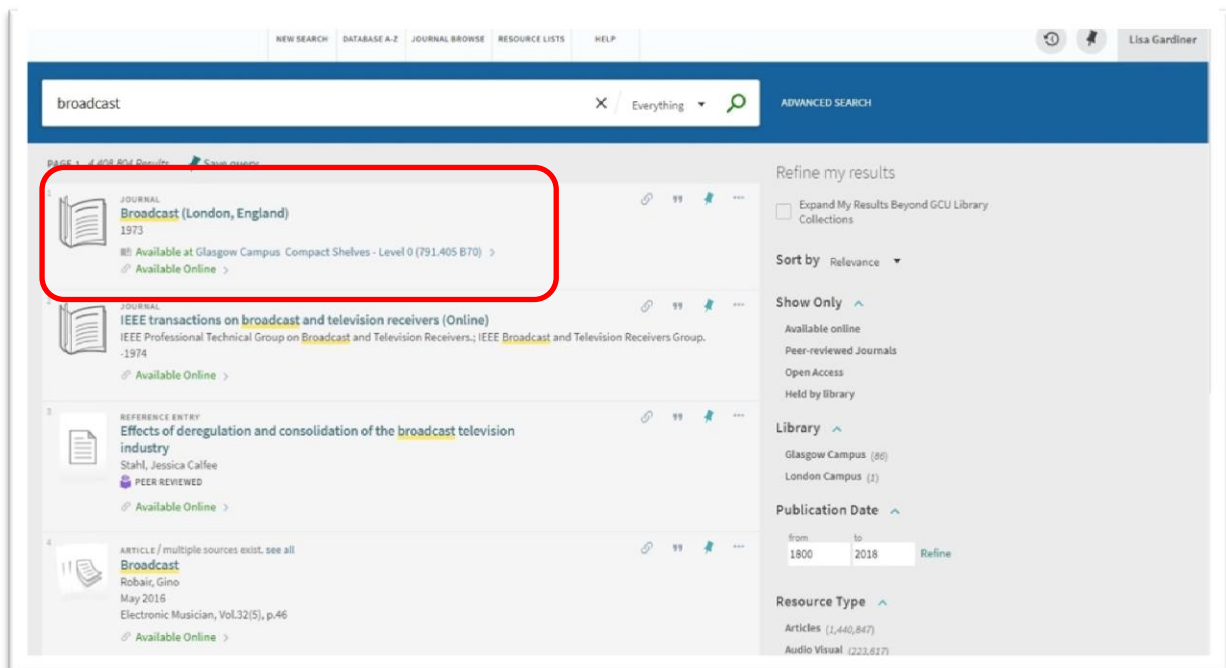 NEW SEARCH DATABASE A-Z JOURNAL BROWSE RESOURCE LISTS HELP
Lisa Gardiner
broadcast
Everything
ADVANCED SEARCH
PAGE 1 4,408,804 Results Save query
1
JOURNAL
Broadcast (London, England)
1973
Available at Glasgow Campus Compact Shelves - Level 0 (791.405 B70) >
Available Online >
JOURNAL
IEEE transactions on broadcast and television receivers (Online)
IEEE Professional Technical Group on Broadcast and Television Receivers.; IEEE Broadcast and Television Receivers Group.
-1974
Available Online >
3
REFERENCE ENTRY
Effects of deregulation and consolidation of the broadcast television
industry
Stahl, Jessica Calfee
PEER REVIEWED
Available Online >
4
ARTICLE / multiple sources exist. see all
Broadcast
Robair, Gino
May 2016
Electronic Musician, Vol.32(5), p.46
Available Online >
Refine my results
Expand My Results Beyond GCU Library
Collections
Sort by Relevance
Show Only
Available online
Peer-reviewed Journals
Open Access
Held by library
Library
Glasgow Campus (86)
London Campus (1)
Publication Date
from to
1800 2018 Refine
Resource Type
Articles (1,440,847)
Audio Visual (223,617)